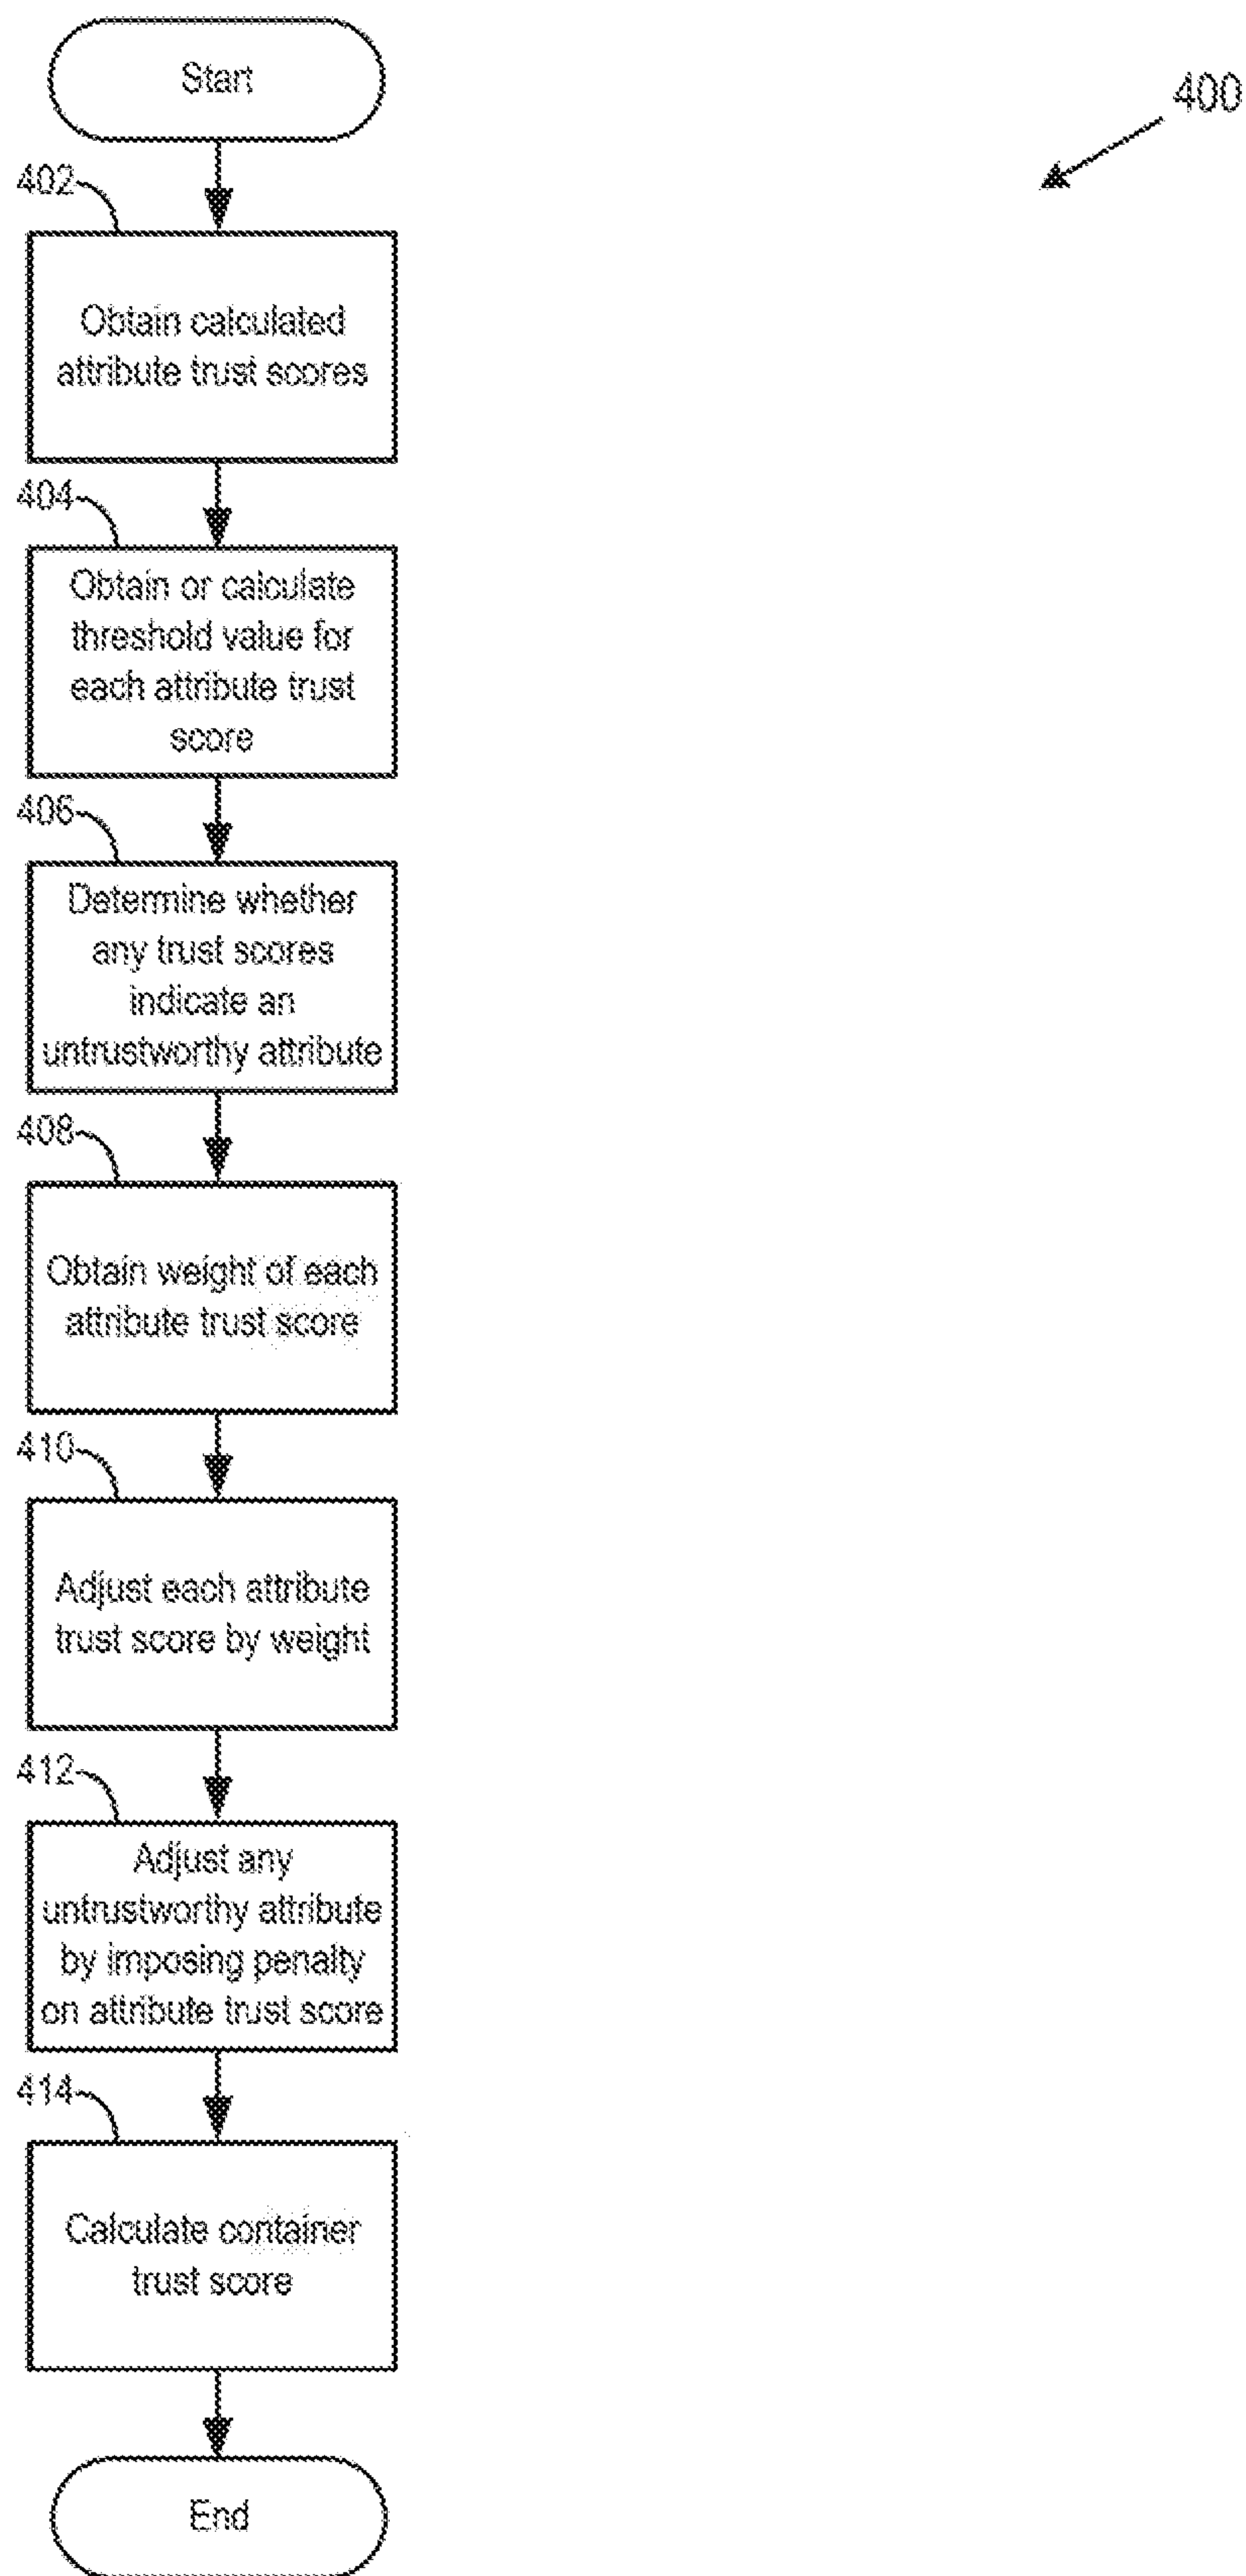 Start
400
402
Obtain calculated
attribute trust scores
404
Obtain or calculate
threshold value for
each attribute trust
score
406
Determine whether
any trust scores
indicate an
untrustworthy attribute
408
Obtain weight of each
attribute trust score
410
Adjust each attribute
trust score by weight
412
Adjust any
untrustworthy attribute
by imposing penalty
on attribute trust score
414
Calculate container
trust score
End